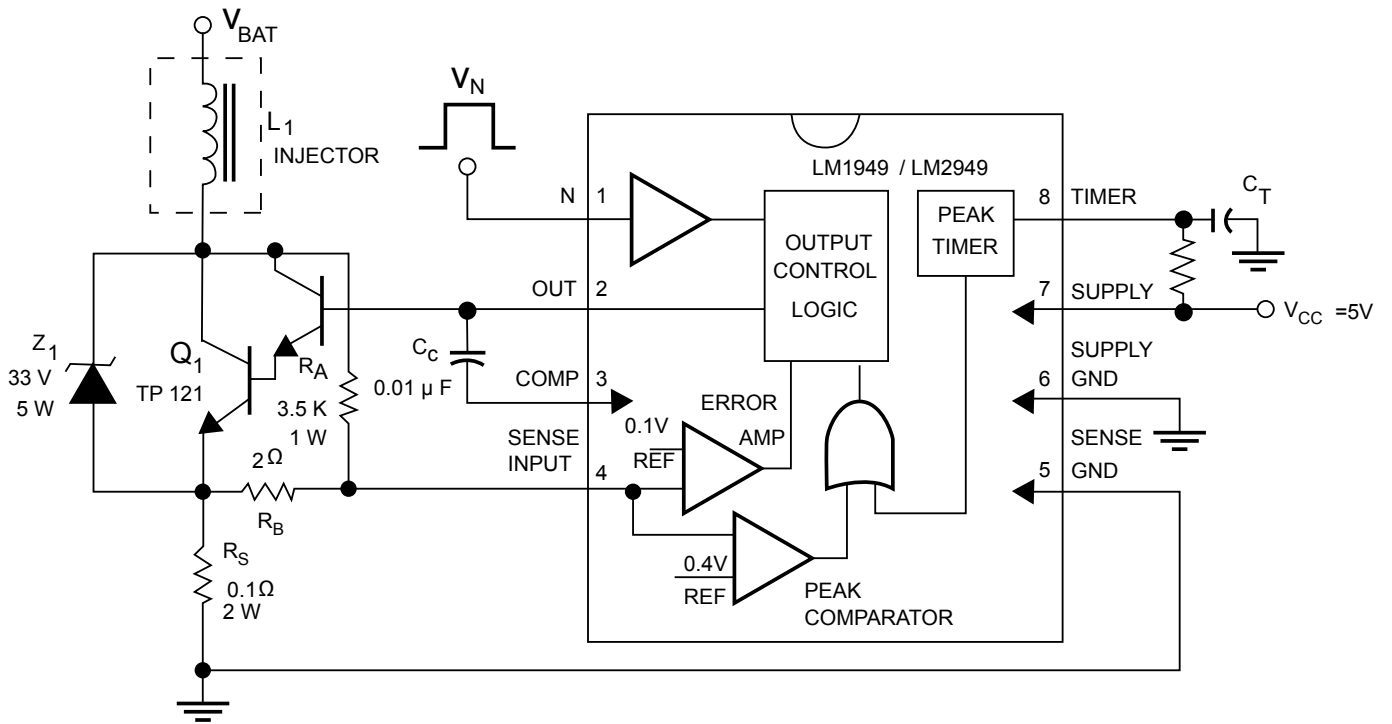 V_BAT
L1
INJECTOR
V_N
LM1949 / LM2949
N 1
OUT 2
COMP 3
SENSE
INPUT
4
OUTPUT
CONTROL
LOGIC
PEAK
TIMER
8 TIMER
C_T
7 SUPPLY
V_CC =5V
SUPPLY
6 GND
SENSE
5 GND
Z1
33 V
5 W
Q1
TP 121
R_A
3.5 K
1 W
C_c
0.01 µ F
0.1V
REF
ERROR
AMP
2Ω
R_B
R_S
0.1Ω
2 W
0.4V
REF
PEAK
COMPARATOR